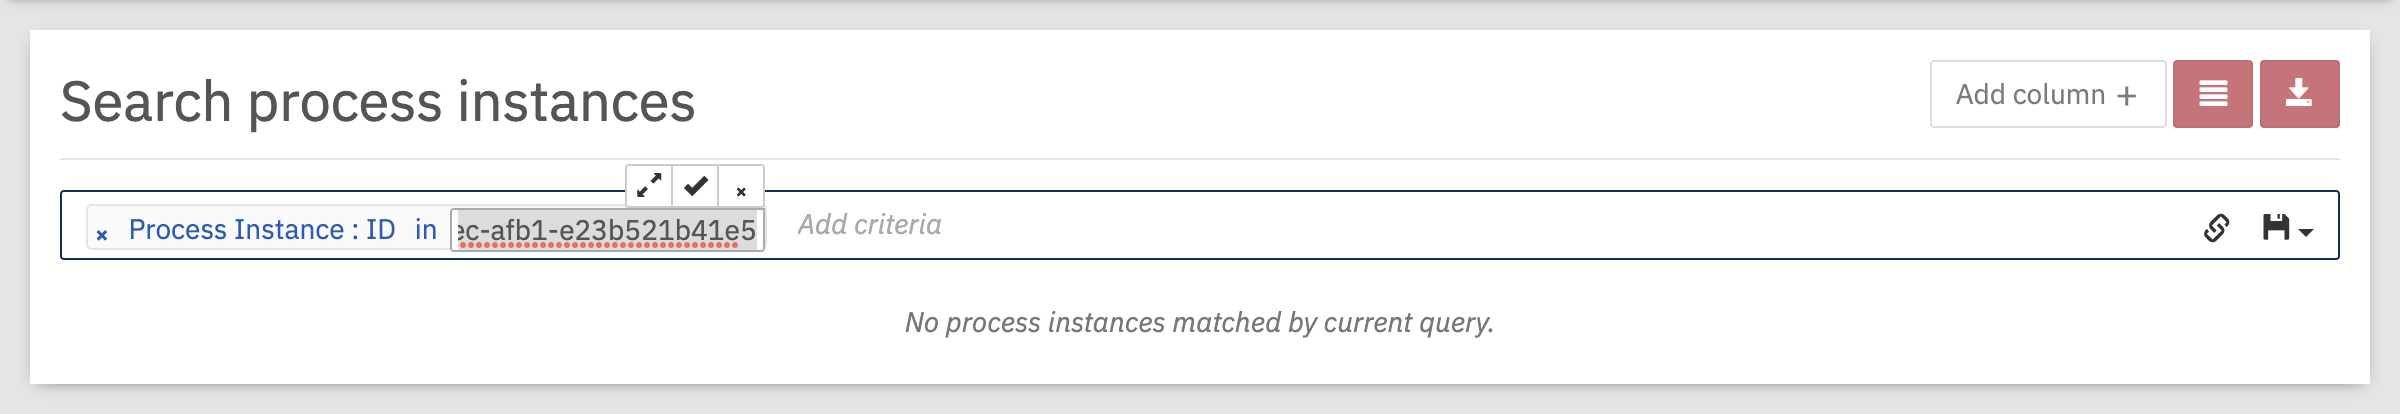 Search process instances
Add column +
× Process Instance : ID in ec-afb1-e23b521b41e5 Add criteria
No process instances matched by current query.